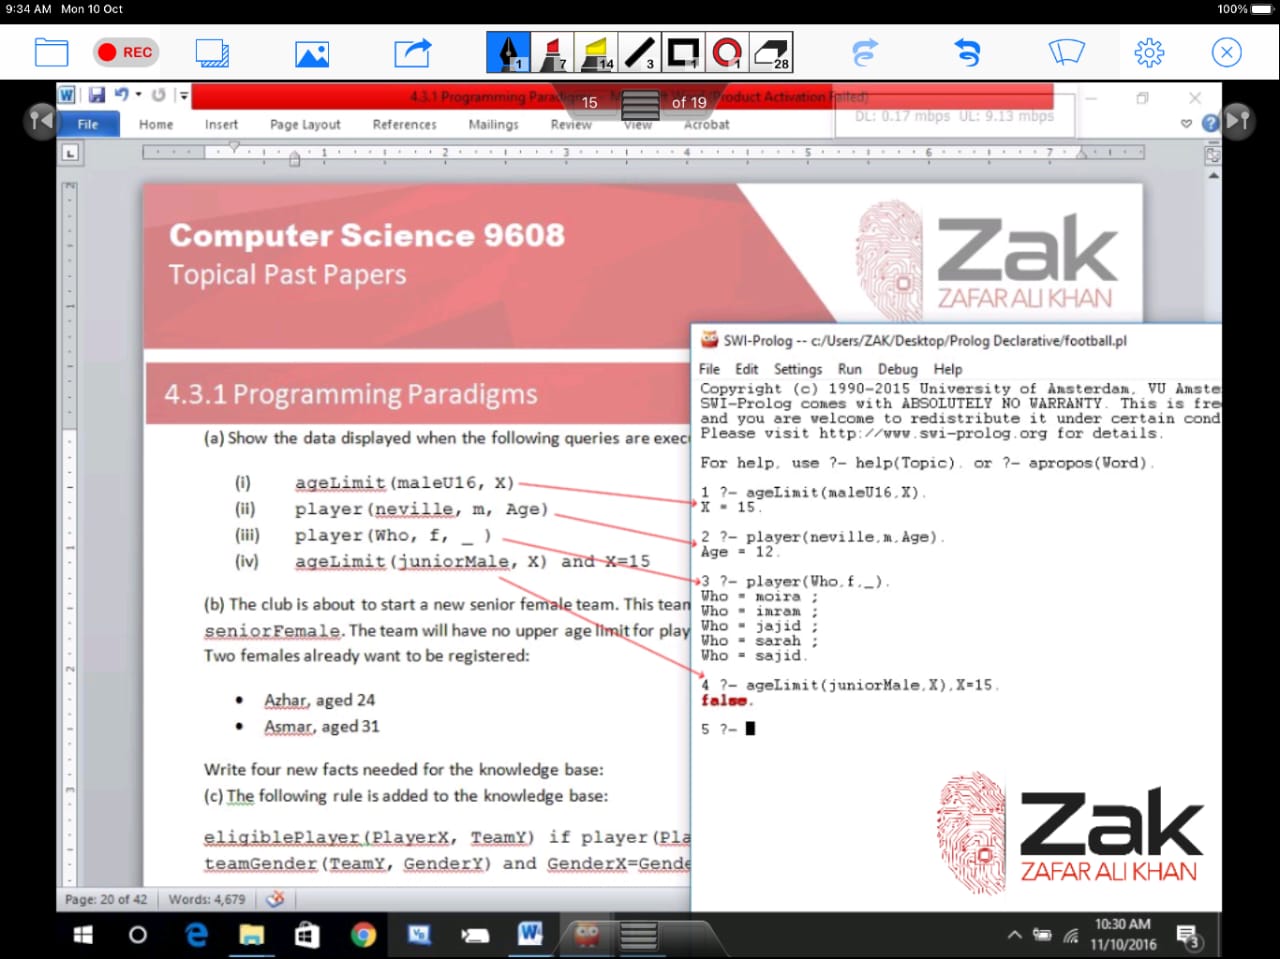 9:34 AM Mon 10 Oct
100%
REC
1
7
14
3
1
1
28
4.3.1 Programming Paradig
Product Activation Failed)
15
of 19
File
Home
Insert
Page Layout
References
Mailings
Review
View
Acrobat
DL: 0.17 mbps UL: 9.13 mbps
1
2
3
4
5
6
7
Computer Science 9608
Topical Past Papers
Zak
ZAFAR ALI KHAN
4.3.1 Programming Paradigms
(a) Show the data displayed when the following queries are exec
(i) ageLimit(maleU16, X)
(ii) player(neville, m, Age)
(iii) player(Who, f, _ )
(iv) ageLimit(juniorMale, X) and X=15
(b) The club is about to start a new senior female team. This team
seniorFemale. The team will have no upper age limit for play
Two females already want to be registered:
• Azhar, aged 24
• Asmar, aged 31
Write four new facts needed for the knowledge base:
(c) The following rule is added to the knowledge base:
eligiblePlayer(PlayerX, TeamY) if player(Pla
teamGender(TeamY, GenderY) and GenderX=Gende
SWI-Prolog -- c:/Users/ZAK/Desktop/Prolog Declarative/football.pl
File Edit Settings Run Debug Help
Copyright (c) 1990-2015 University of Amsterdam, VU Amste
SWI-Prolog comes with ABSOLUTELY NO WARRANTY. This is fre
and you are welcome to redistribute it under certain cond
Please visit http://www.swi-prolog.org for details.
For help, use ?- help(Topic). or ?- apropos(Word).
1 ?- ageLimit(maleU16,X).
X = 15.
2 ?- player(neville,m,Age).
Age = 12.
3 ?- player(Who,f,_).
Who = moira ;
Who = imram ;
Who = jajid ;
Who = sarah ;
Who = sajid.
4 ?- ageLimit(juniorMale,X),X=15.
false.
5 ?-
Zak
ZAFAR ALI KHAN
Page: 20 of 42
Words: 4,679
10:30 AM
11/10/2016
3